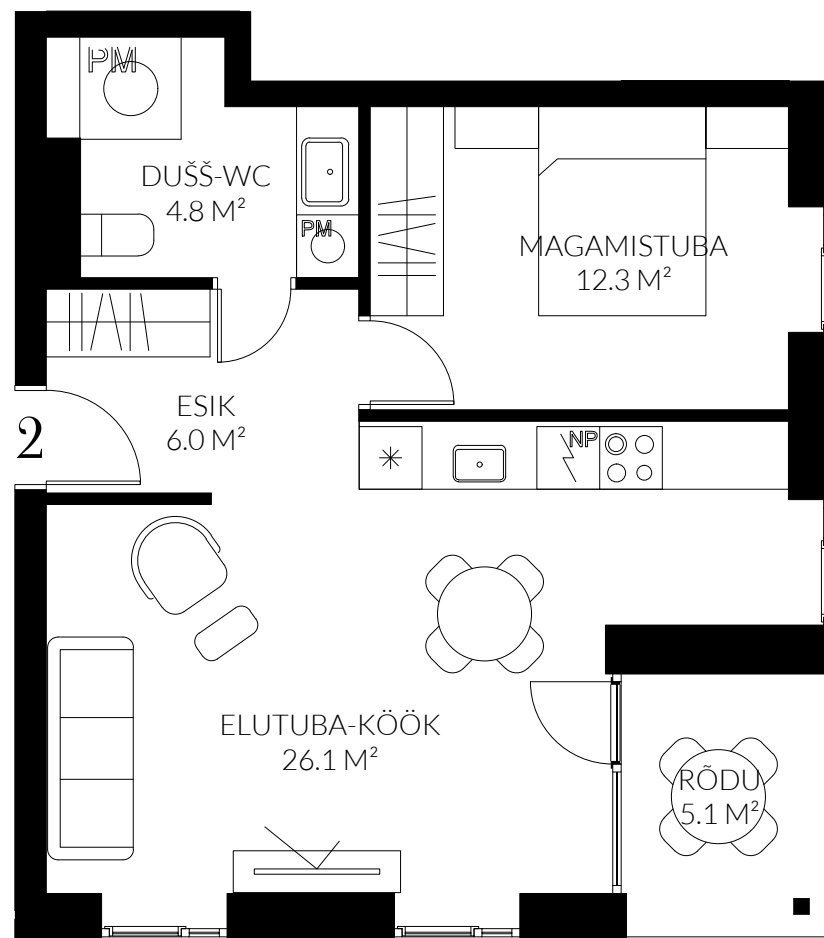 PM
DUŠŠ-WC
4.8 M²
PM
MAGAMISTUBA
12.3 M²
ESIK
6.0 M²
2
NP
ELUTUBA-KÖÖK
26.1 M²
RÕDU
5.1 M²